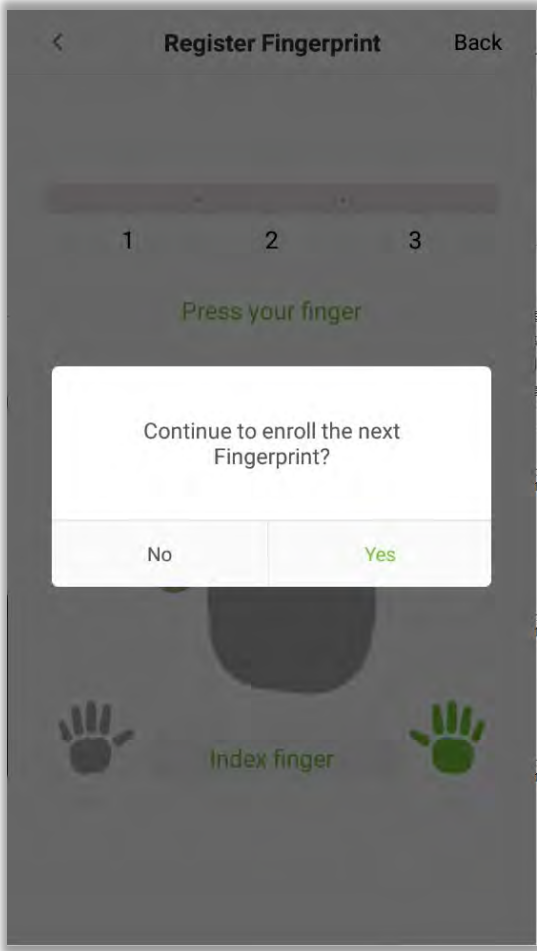 Register Fingerprint Back
1 2 3
Press your finger
Continue to enroll the next
Fingerprint?
No Yes
Index finger